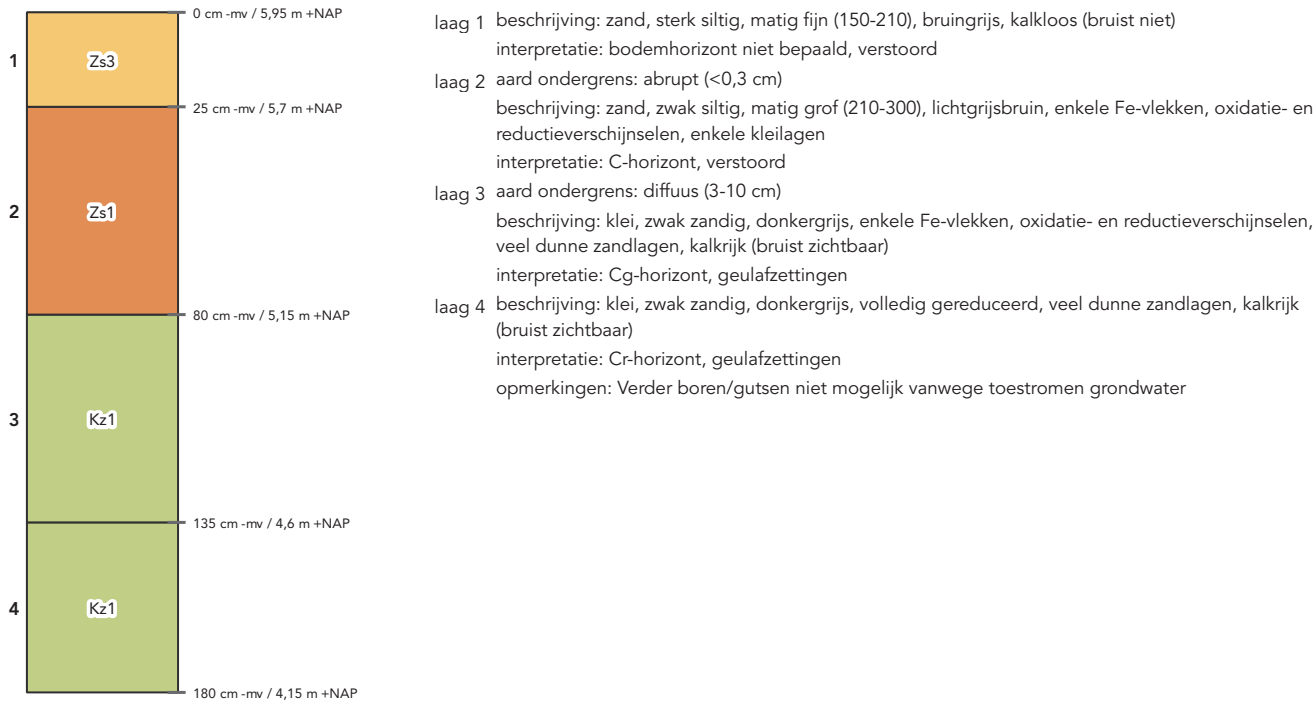 0 cm -mv / 5,95 m +NAP
1
Zs3
25 cm -mv / 5,7 m +NAP
2
Zs1
80 cm -mv / 5,15 m +NAP
3
Kz1
135 cm -mv / 4,6 m +NAP
4
Kz1
180 cm -mv / 4,15 m +NAP
laag 1 beschrijving: zand, sterk siltig, matig fijn (150-210), bruingrijs, kalkloos (bruist niet)
interpretatie: bodemhorizont niet bepaald, verstoord
laag 2 aard ondergrens: abrupt (<0,3 cm)
beschrijving: zand, zwak siltig, matig grof (210-300), lichtgrijsbruin, enkele Fe-vlekken, oxidatie- en
reductieverschijnselen, enkele kleilagen
interpretatie: C-horizont, verstoord
laag 3 aard ondergrens: diffuus (3-10 cm)
beschrijving: klei, zwak zandig, donkergrijs, enkele Fe-vlekken, oxidatie- en reductieverschijnselen,
veel dunne zandlagen, kalkrijk (bruist zichtbaar)
interpretatie: Cg-horizont, geulafzettingen
laag 4 beschrijving: klei, zwak zandig, donkergrijs, volledig gereduceerd, veel dunne zandlagen, kalkrijk
(bruist zichtbaar)
interpretatie: Cr-horizont, geulafzettingen
opmerkingen: Verder boren/gutsen niet mogelijk vanwege toestromen grondwater